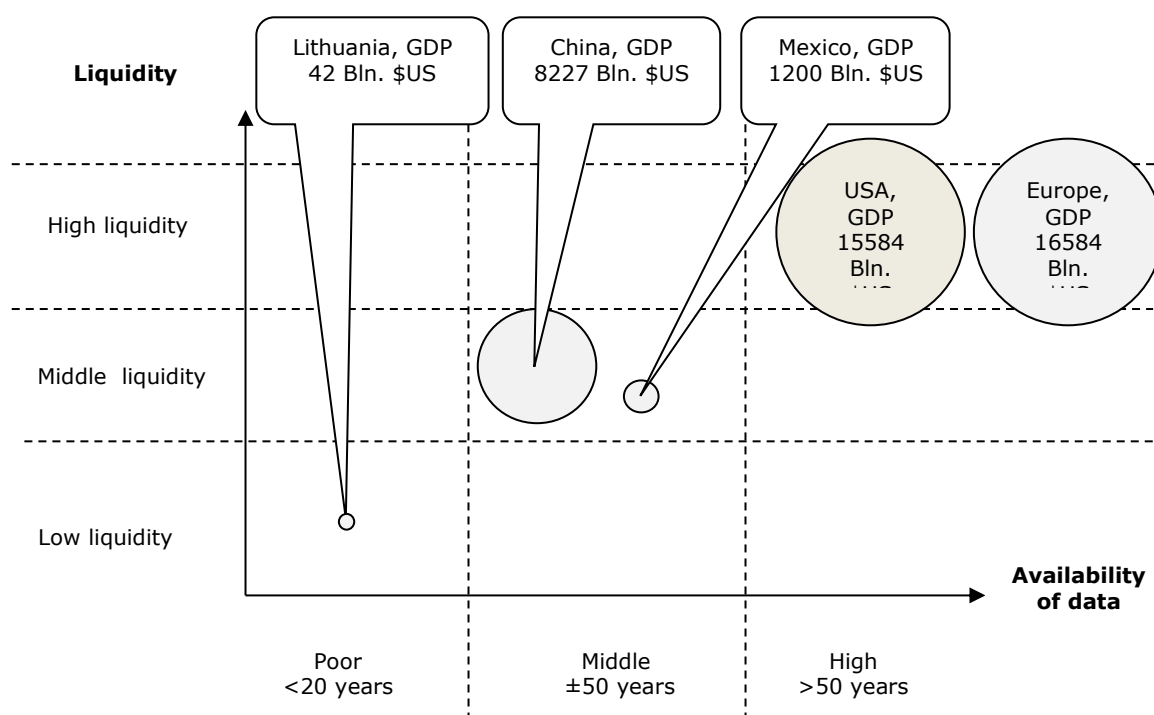 Lithuania, GDP
42 Bln. $US
China, GDP
8227 Bln. $US
Mexico, GDP
1200 Bln. $US
Liquidity
USA,
GDP
15584
Bln.
Europe,
GDP
16584
Bln.
High liquidity
Middle liquidity
Low liquidity
Availability
of data
Poor
<20 years
Middle
±50 years
High
>50 years